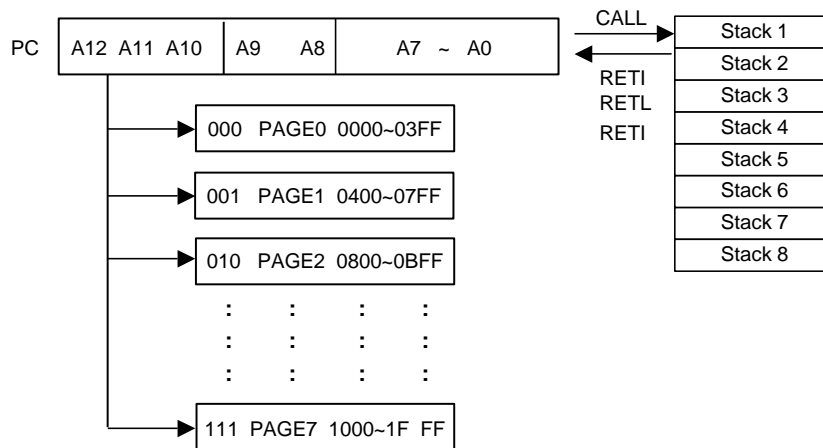 PC A12 A11 A10 A9 A8 A7 ~ A0
CALL
RETI
RETL
RETI
Stack 1
Stack 2
Stack 3
Stack 4
Stack 5
Stack 6
Stack 7
Stack 8
000 PAGE0 0000~03FF
001 PAGE1 0400~07FF
010 PAGE2 0800~0BFF
: : : :
: : : :
: : : :
111 PAGE7 1000~1F FF